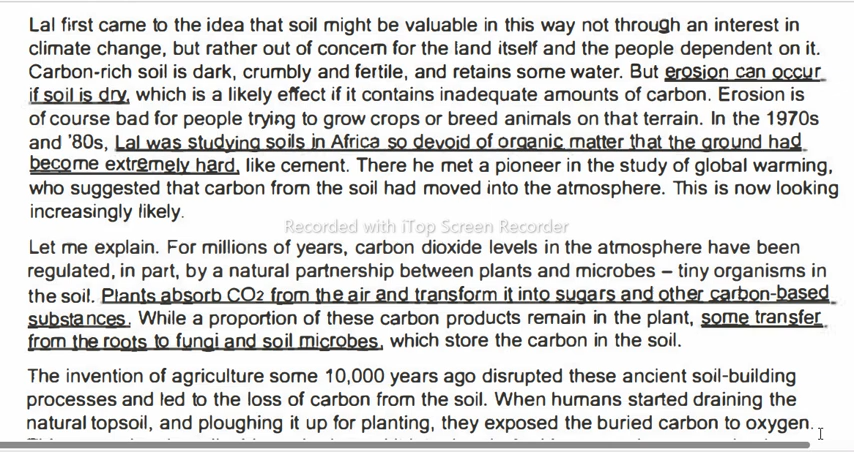 Lal first came to the idea that soil might be valuable in this way not through an interest in
climate change, but rather out of concern for the land itself and the people dependent on it.
Carbon-rich soil is dark, crumbly and fertile, and retains some water. But erosion can occur
if soil is dry, which is a likely effect if it contains inadequate amounts of carbon. Erosion is
of course bad for people trying to grow crops or breed animals on that terrain. In the 1970s
and '80s, Lal was studying soils in Africa so devoid of organic matter that the ground had
become extremely hard, like cement. There he met a pioneer in the study of global warming,
who suggested that carbon from the soil had moved into the atmosphere. This is now looking
increasingly likely.
Recorded with iTop Screen Recorder
Let me explain. For millions of years, carbon dioxide levels in the atmosphere have been
regulated, in part, by a natural partnership between plants and microbes – tiny organisms in
the soil. Plants absorb CO2 from the air and transform it into sugars and other carbon-based
substances. While a proportion of these carbon products remain in the plant, some transfer
from the roots to fungi and soil microbes, which store the carbon in the soil.
The invention of agriculture some 10,000 years ago disrupted these ancient soil-building
processes and led to the loss of carbon from the soil. When humans started draining the
natural topsoil, and ploughing it up for planting, they exposed the buried carbon to oxygen.